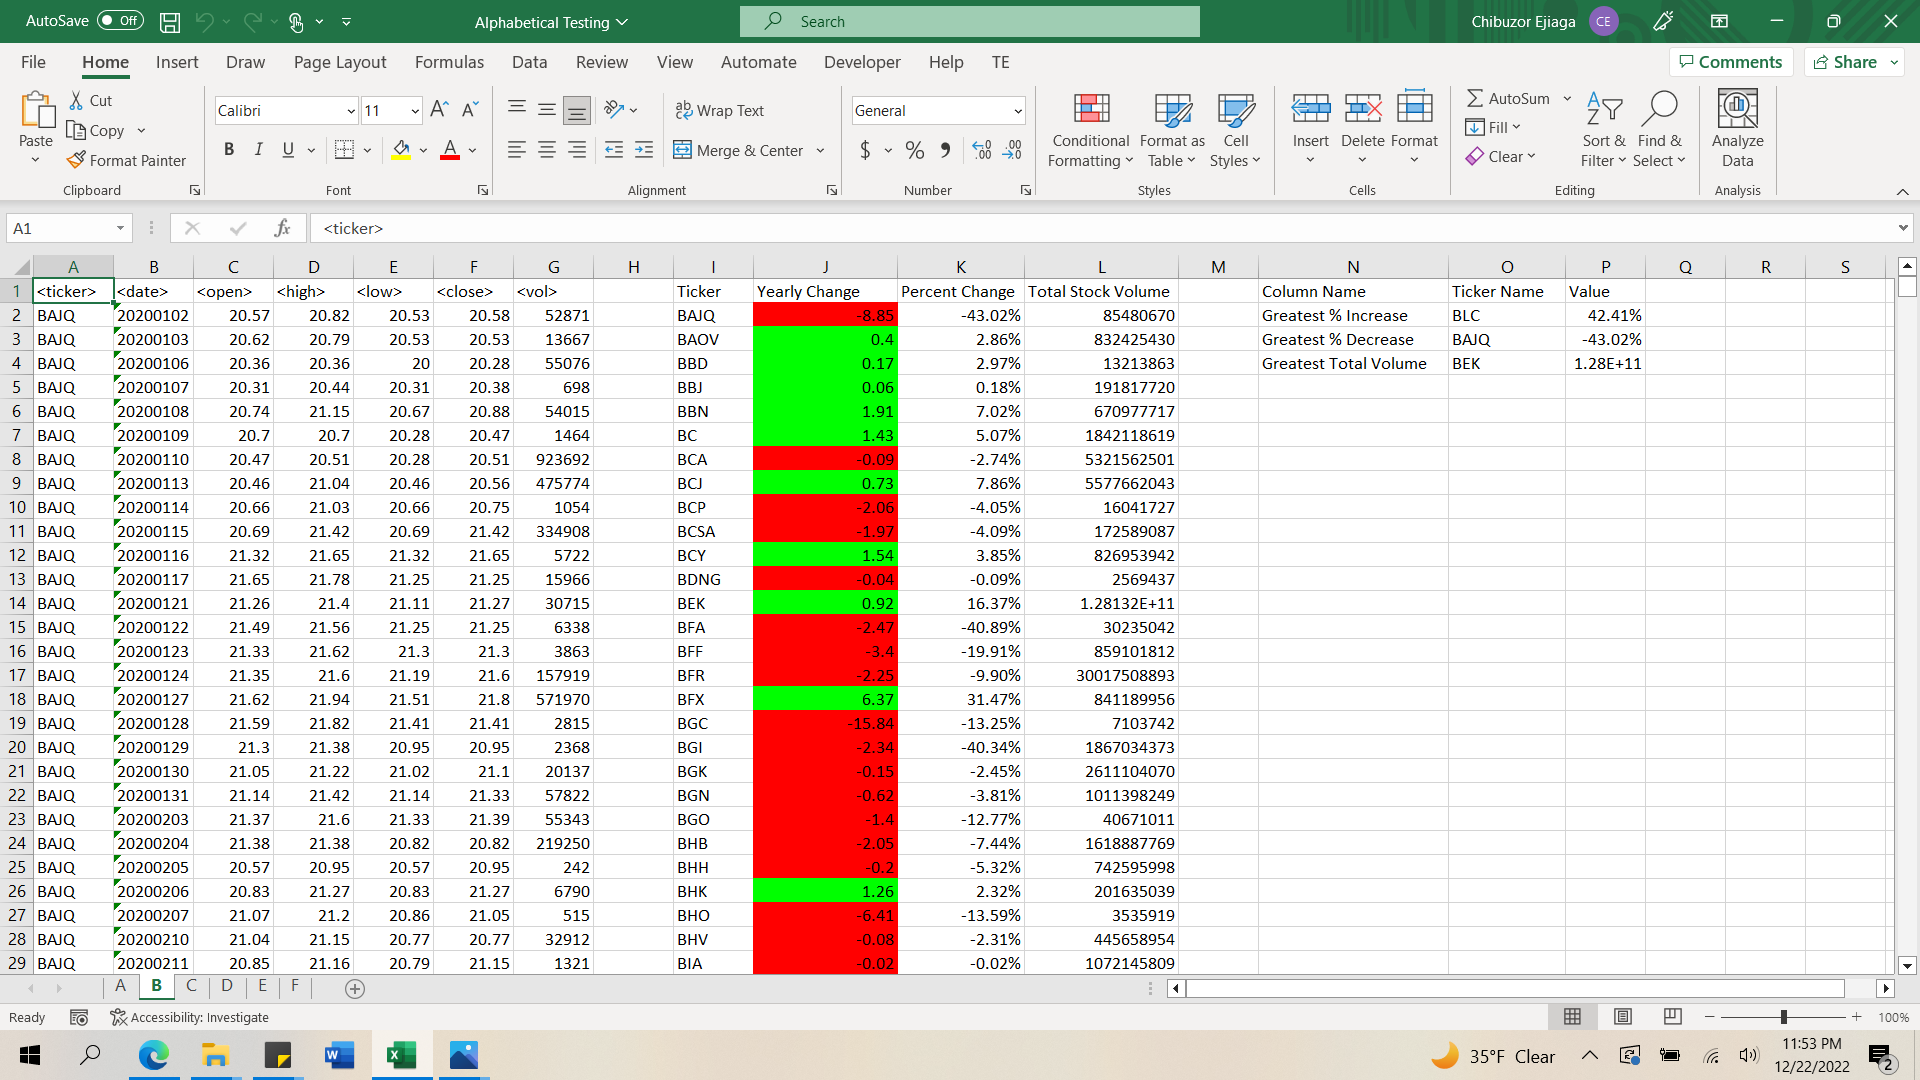 AutoSave Off Alphabetical Testing Search Chibuzor Ejiaga CE
File Home Insert Draw Page Layout Formulas Data Review View Automate Developer Help TE Comments Share
Paste Cut Copy Format Painter Clipboard
Calibri 11 B I U A Font
Wrap Text Merge & Center Alignment
General $ % Number
Conditional Formatting Format as Table Cell Styles Styles
Insert Delete Format Cells
AutoSum Fill Clear Sort & Filter Find & Select Editing
Analyze Data Analysis
A1 fx <ticker>
A B C D E F G H I J K L M N O P Q R S
1 <ticker> <date> <open> <high> <low> <close> <vol> Ticker Yearly Change Percent Change Total Stock Volume Column Name Ticker Name Value
2 BAJQ 20200102 20.57 20.82 20.53 20.58 52871 BAJQ -8.85 -43.02% 85480670 Greatest % Increase BLC 42.41%
3 BAJQ 20200103 20.62 20.79 20.53 20.53 13667 BAOV 0.4 2.86% 832425430 Greatest % Decrease BAJQ -43.02%
4 BAJQ 20200106 20.36 20.36 20 20.28 55076 BBD 0.17 2.97% 13213863 Greatest Total Volume BEK 1.28E+11
5 BAJQ 20200107 20.31 20.44 20.31 20.38 698 BBJ 0.06 0.18% 191817720
6 BAJQ 20200108 20.74 21.15 20.67 20.88 54015 BBN 1.91 7.02% 670977717
7 BAJQ 20200109 20.7 20.7 20.28 20.47 1464 BC 1.43 5.07% 1842118619
8 BAJQ 20200110 20.47 20.51 20.28 20.51 923692 BCA -0.09 -2.74% 5321562501
9 BAJQ 20200113 20.46 21.04 20.46 20.56 475774 BCJ 0.73 7.86% 5577662043
10 BAJQ 20200114 20.66 21.03 20.66 20.75 1054 BCP -2.06 -4.05% 16041727
11 BAJQ 20200115 20.69 21.42 20.69 21.42 334908 BCSA -1.97 -4.09% 172589087
12 BAJQ 20200116 21.32 21.65 21.32 21.65 5722 BCY 1.54 3.85% 826953942
13 BAJQ 20200117 21.65 21.78 21.25 21.25 15966 BDNG -0.04 -0.09% 2569437
14 BAJQ 20200121 21.26 21.4 21.11 21.27 30715 BEK 0.92 16.37% 1.28132E+11
15 BAJQ 20200122 21.49 21.56 21.25 21.25 6338 BFA -2.47 -40.89% 30235042
16 BAJQ 20200123 21.33 21.62 21.3 21.3 3863 BFF -3.4 -19.91% 859101812
17 BAJQ 20200124 21.35 21.6 21.19 21.6 157919 BFR -2.25 -9.90% 30017508893
18 BAJQ 20200127 21.62 21.94 21.51 21.8 571970 BFX 6.37 31.47% 841189956
19 BAJQ 20200128 21.59 21.82 21.41 21.41 2815 BGC -15.84 -13.25% 7103742
20 BAJQ 20200129 21.3 21.38 20.95 20.95 2368 BGI -2.34 -40.34% 1867034373
21 BAJQ 20200130 21.05 21.22 21.02 21.1 20137 BGK -0.15 -2.45% 2611104070
22 BAJQ 20200131 21.14 21.42 21.14 21.33 57822 BGN -0.62 -3.81% 1011398249
23 BAJQ 20200203 21.37 21.6 21.33 21.39 55343 BGO -1.4 -12.77% 40671011
24 BAJQ 20200204 21.38 21.38 20.82 20.82 219250 BHB -2.05 -7.44% 1618887769
25 BAJQ 20200205 20.57 20.95 20.57 20.95 242 BHH -0.2 -5.32% 742595998
26 BAJQ 20200206 20.83 21.27 20.83 21.27 6790 BHK 1.26 2.32% 201635039
27 BAJQ 20200207 21.07 21.2 20.86 21.05 515 BHO -6.41 -13.59% 3535919
28 BAJQ 20200210 21.04 21.15 20.77 20.77 32912 BHV -0.08 -2.31% 445658954
29 BAJQ 20200211 20.85 21.16 20.79 21.15 1321 BIA -0.02 -0.02% 1072145809
A B C D E F
Ready Accessibility: Investigate 100%
35°F Clear 11:53 PM
12/22/2022 2